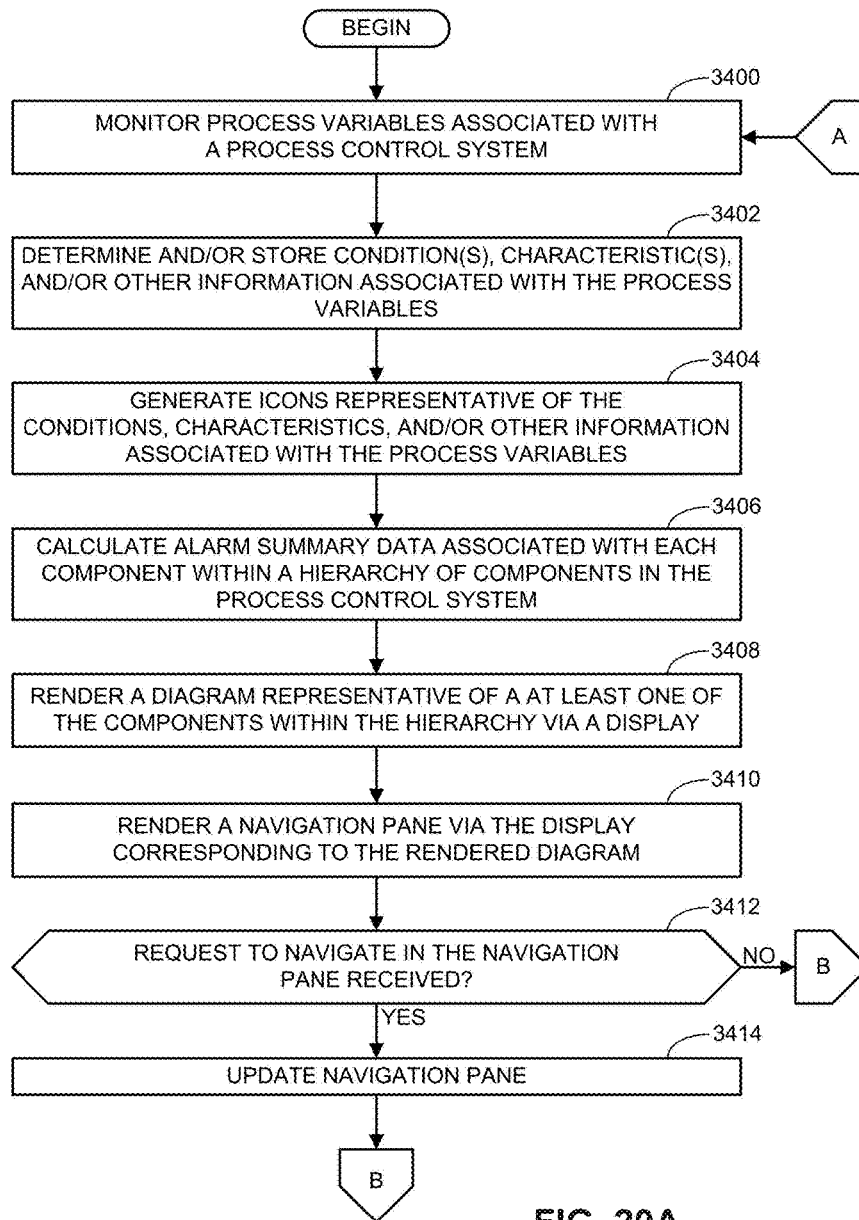 BEGIN
3400
MONITOR PROCESS VARIABLES ASSOCIATED WITH
A PROCESS CONTROL SYSTEM
A
3402
DETERMINE AND/OR STORE CONDITION(S), CHARACTERISTIC(S),
AND/OR OTHER INFORMATION ASSOCIATED WITH THE PROCESS
VARIABLES
3404
GENERATE ICONS REPRESENTATIVE OF THE
CONDITIONS, CHARACTERISTICS, AND/OR OTHER INFORMATION
ASSOCIATED WITH THE PROCESS VARIABLES
3406
CALCULATE ALARM SUMMARY DATA ASSOCIATED WITH EACH
COMPONENT WITHIN A HIERARCHY OF COMPONENTS IN THE
PROCESS CONTROL SYSTEM
3408
RENDER A DIAGRAM REPRESENTATIVE OF A AT LEAST ONE OF
THE COMPONENTS WITHIN THE HIERARCHY VIA A DISPLAY
3410
RENDER A NAVIGATION PANE VIA THE DISPLAY
CORRESPONDING TO THE RENDERED DIAGRAM
3412
REQUEST TO NAVIGATE IN THE NAVIGATION
PANE RECEIVED?
NO
B
YES
3414
UPDATE NAVIGATION PANE
B